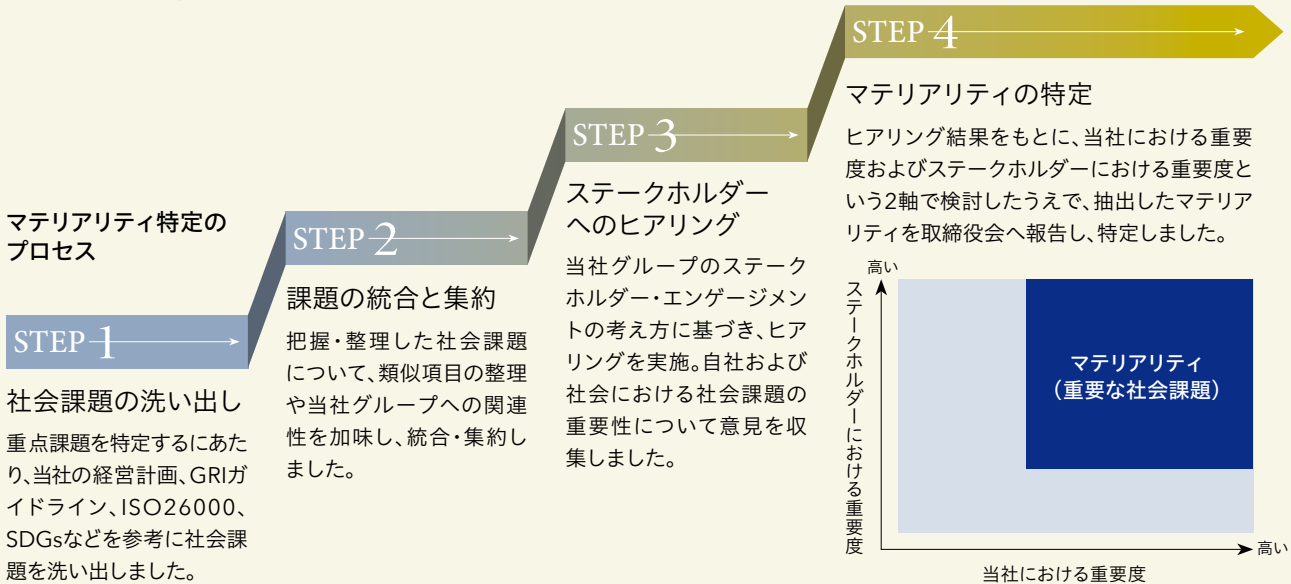 マテリアリティ特定の
プロセス
STEP 1
社会課題の洗い出し
重点課題を特定するにあた
り、当社の経営計画、GRIガ
イドライン、ISO26000、
SDGsなどを参考に社会課
題を洗い出しました。
STEP 2
課題の統合と集約
把握・整理した社会課題
について、類似項目の整理
や当社グループへの関連
性を加味し、統合・集約し
ました。
STEP 3
ステークホルダー
へのヒアリング
当社グループのステーク
ホルダー・エンゲージメン
トの考え方に基づき、ヒア
リングを実施。自社および
社会における社会課題の
重要性について意見を収
集しました。
STEP 4
マテリアリティの特定
ヒアリング結果をもとに、当社における重要
度およびステークホルダーにおける重要度と
いう2軸で検討したうえで、抽出したマテリア
リティを取締役会へ報告し、特定しました。
高い
ステークホルダーにおける重要度
マテリアリティ
（重要な社会課題）
高い
当社における重要度